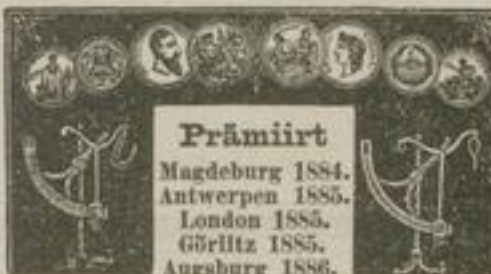 Prämiirt
Magdeburg 1884.
Antwerpen 1885.
London 1885.
Görlitz 1885.
Augsburg 1886.